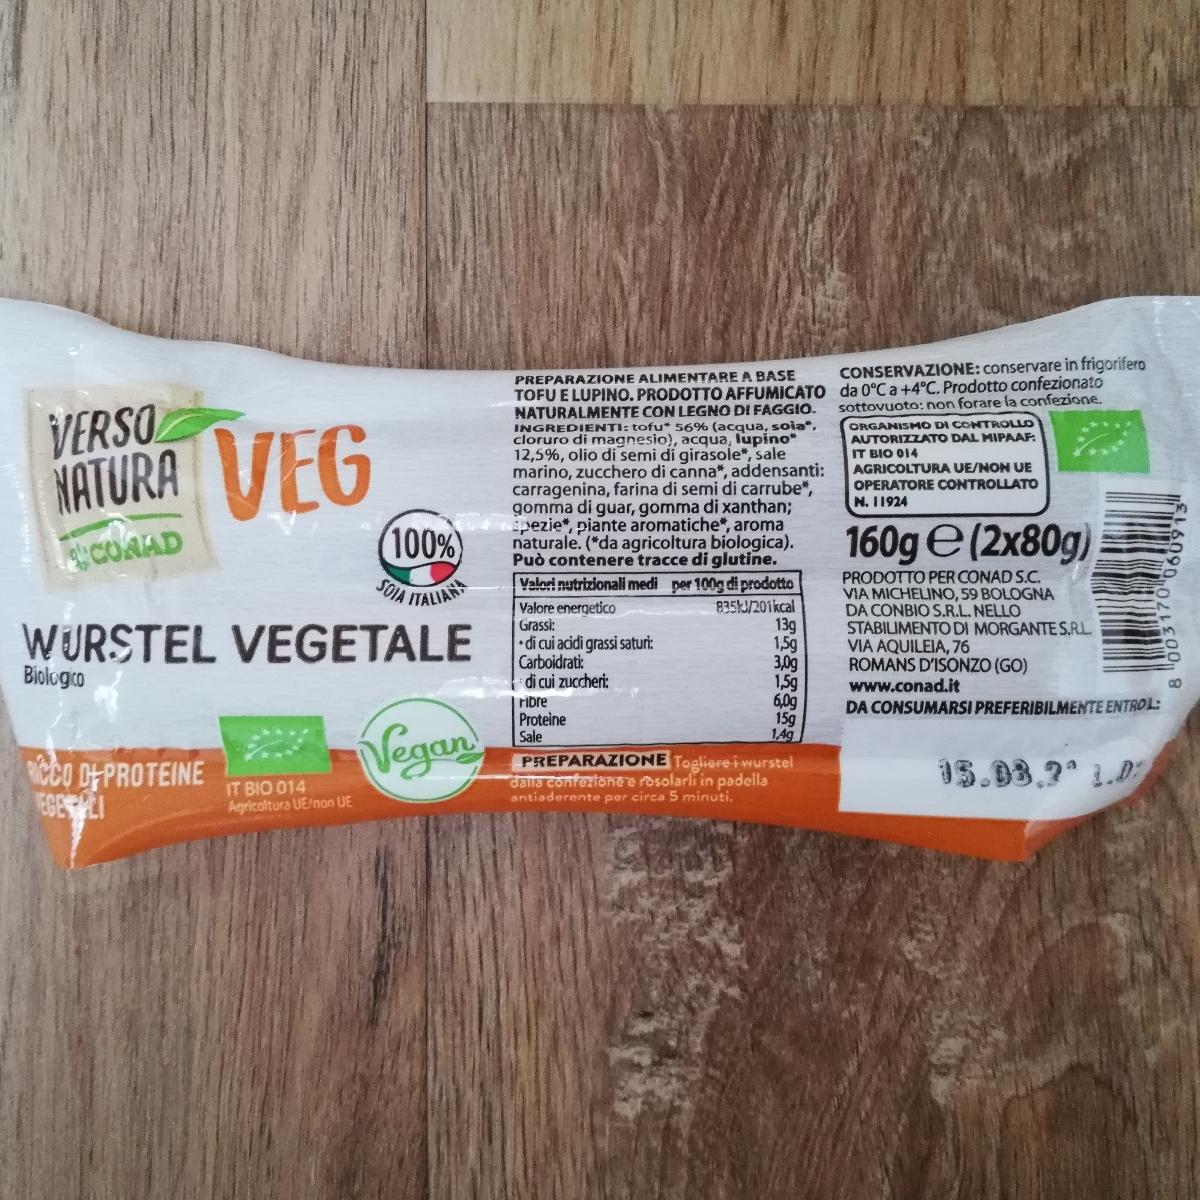 VERSO
NATURA
CONAD
VEG
100%
SOIA ITALIANA
WURSTEL VEGETALE
Biologico
RICCO DI PROTEINE
VEGETALI
IT BIO 014
Agricoltura UE/non UE
Vegan
PREPARAZIONE ALIMENTARE A BASE
TOFU E LUPINO. PRODOTTO AFFUMICATO
NATURALMENTE CON LEGNO DI FAGGIO.
INGREDIENTI: tofu* 56% (acqua, soia*,
cloruro di magnesio), acqua, lupino*
12,5%, olio di semi di girasole*, sale
marino, zucchero di canna*, addensanti:
carragenina, farina di semi di carrube*,
gomma di guar, gomma di xanthan;
spezie*, piante aromatiche*, aroma
naturale. (*da agricoltura biologica).
Può contenere tracce di glutine.
Valori nutrizionali medi per 100g di prodotto
Valore energetico 835kJ/201kcal
Grassi: 13g
• di cui acidi grassi saturi: 1,5g
Carboidrati: 3,0g
• di cui zuccheri: 1,5g
Fibre 6,0g
Proteine 15g
Sale 1,4g
PREPARAZIONE Togliere i wurstel
dalla confezione e rosolarli in padella
antiaderente per circa 5 minuti.
CONSERVAZIONE: conservare in frigorifero
da 0°C a +4°C. Prodotto confezionato
sottovuoto: non forare la confezione.
ORGANISMO DI CONTROLLO
AUTORIZZATO DAL MIPAAF:
IT BIO 014
AGRICOLTURA UE/NON UE
OPERATORE CONTROLLATO
N. 11924
160g e (2x80g)
PRODOTTO PER CONAD S.C.
VIA MICHELINO, 59 BOLOGNA
DA CONBIO S.R.L. NELLO
STABILIMENTO DI MORGANTE S.R.L.
VIA AQUILEIA, 76
ROMANS D'ISONZO (GO)
www.conad.it
DA CONSUMARSI PREFERIBILMENTE ENTRO IL:
8 003170 060913